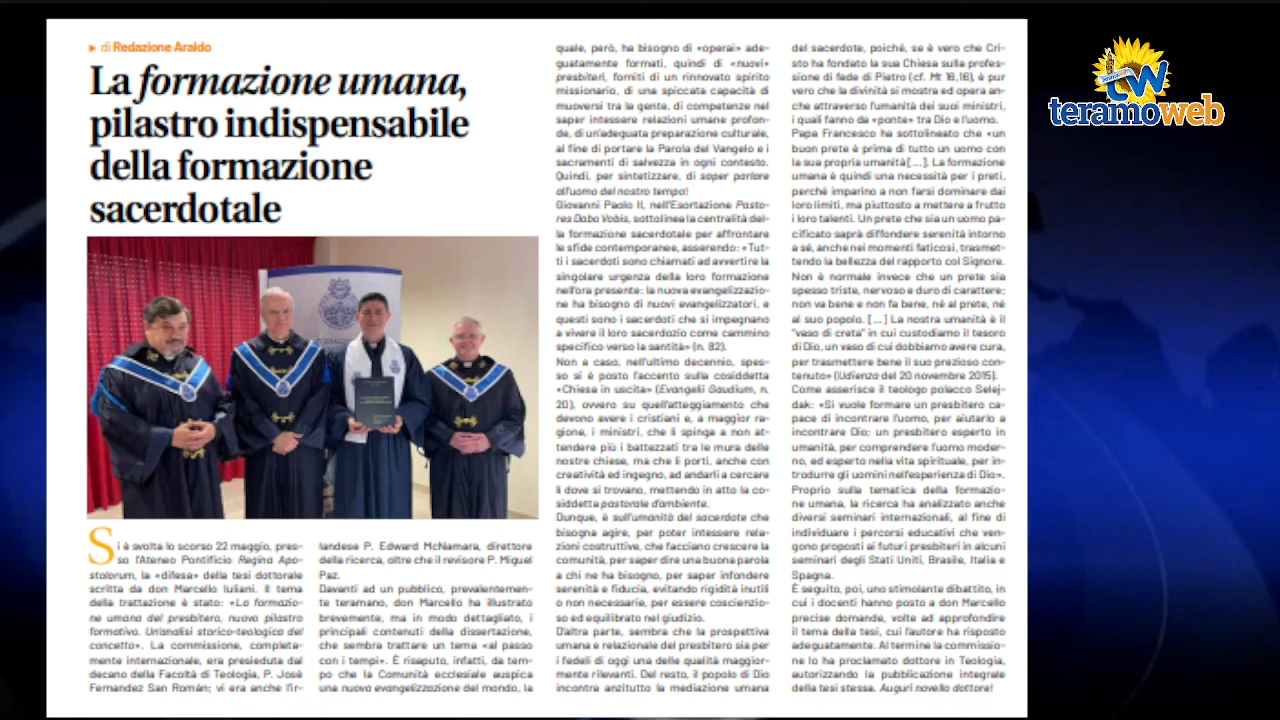 ▸ di Redazione Araldo
La formazione umana,
pilastro indispensabile
della formazione
sacerdotale
Si è svolta lo scorso 22 maggio, pres-
so l'Ateneo Pontificio Regina Apo-
stolorum, la «difesa» della tesi dottorale
scritta da don Marcello Iuliani. Il tema
della trattazione è stato: «La formazio-
ne umana del presbitero, nuovo pilastro
formativo. Un'analisi storico-teologica del
concetto». La commissione, completa-
mente internazionale, era presieduta dal
decano della Facoltà di Teologia, P. José
Fernandez San Román; vi era anche l'ir-
landese P. Edward McNamara, direttore
della ricerca, oltre che il revisore P. Miguel
Paz.
Davanti ad un pubblico, prevalentemen-
te teramano, don Marcello ha illustrato
brevemente, ma in modo dettagliato, i
principali contenuti della dissertazione,
che sembra trattare un tema «al passo
con i tempi». È risaputo, infatti, da tem-
po che la Comunità ecclesiale auspica
una nuova evangelizzazione del mondo, la
quale, però, ha bisogno di «operai» ade-
guatamente formati, quindi di «nuovi»
presbiteri, forniti di un rinnovato spirito
missionario, di una spiccata capacità di
muoversi tra la gente, di competenze nel
saper intessere relazioni umane profon-
de, di un'adeguata preparazione culturale,
al fine di portare la Parola del Vangelo e i
sacramenti di salvezza in ogni contesto.
Quindi, per sintetizzare, di saper parlare
all'uomo del nostro tempo!
Giovanni Paolo II, nell'Esortazione Pasto-
res Dabo Vobis, sottolinea la centralità del-
la formazione sacerdotale per affrontare
le sfide contemporanee, asserendo: «Tut-
ti i sacerdoti sono chiamati ad avvertire la
singolare urgenza della loro formazione
nell'ora presente: la nuova evangelizzazio-
ne ha bisogno di nuovi evangelizzatori, e
questi sono i sacerdoti che si impegnano
a vivere il loro sacerdozio come cammino
specifico verso la santità» (n. 82).
Non a caso, nell'ultimo decennio, spes-
so si è posto l'accento sulla cosiddetta
«Chiesa in uscita» (Evangelii Gaudium, n.
20), ovvero su quell'atteggiamento che
devono avere i cristiani e, a maggior ra-
gione, i ministri, che li spinga a non at-
tendere più i battezzati tra le mura delle
nostre chiese, ma che li porti, anche con
creatività ed ingegno, ad andarli a cercare
lì dove si trovano, mettendo in atto la co-
siddetta pastorale d'ambiente.
Dunque, è sull'umanità del sacerdote che
bisogna agire, per poter intessere rela-
zioni costruttive, che facciano crescere la
comunità, per saper dire una buona parola
a chi ne ha bisogno, per saper infondere
serenità e fiducia, evitando rigidità inutili
o non necessarie, per essere coscienzio-
so ed equilibrato nel giudizio.
D'altra parte, sembra che la prospettiva
umana e relazionale del presbitero sia per
i fedeli di oggi una delle qualità maggior-
mente rilevanti. Del resto, il popolo di Dio
incontra anzitutto la mediazione umana
del sacerdote, poiché, se è vero che Cri-
sto ha fondato la sua Chiesa sulla profes-
sione di fede di Pietro (cf. Mt 16,16), è pur
vero che la divinità si mostra ed opera an-
che attraverso l'umanità dei suoi ministri,
i quali fanno da «ponte» tra Dio e l'uomo.
Papa Francesco ha sottolineato che «un
buon prete è prima di tutto un uomo con
la sua propria umanità [...]. La formazione
umana è quindi una necessità per i preti,
perché imparino a non farsi dominare dai
loro limiti, ma piuttosto a mettere a frutto
i loro talenti. Un prete che sia un uomo pa-
cificato saprà diffondere serenità intorno
a sé, anche nei momenti faticosi, trasmet-
tendo la bellezza del rapporto col Signore.
Non è normale invece che un prete sia
spesso triste, nervoso e duro di carattere;
non va bene e non fa bene, né al prete, né
al suo popolo. [...] La nostra umanità è il
"vaso di creta" in cui custodiamo il tesoro
di Dio, un vaso di cui dobbiamo avere cura,
per trasmettere bene il suo prezioso con-
tenuto» (Udienza del 20 novembre 2015).
Come asserisce il teologo polacco Selej-
dak: «Si vuole formare un presbitero ca-
pace di incontrare l'uomo, per aiutarlo a
incontrare Dio; un presbitero esperto in
umanità, per comprendere l'uomo moder-
no, ed esperto nella vita spirituale, per in-
trodurre gli uomini nell'esperienza di Dio».
Proprio sulla tematica della formazio-
ne umana, la ricerca ha analizzato anche
diversi seminari internazionali, al fine di
individuare i percorsi educativi che ven-
gono proposti ai futuri presbiteri in alcuni
seminari degli Stati Uniti, Brasile, Italia e
Spagna.
È seguito, poi, uno stimolante dibattito, in
cui i docenti hanno posto a don Marcello
precise domande, volte ad approfondire
il tema della tesi, cui l'autore ha risposto
adeguatamente. Al termine la commissio-
ne lo ha proclamato dottore in Teologia,
autorizzando la pubblicazione integrale
della tesi stessa. Auguri novello dottore!
teramoweb